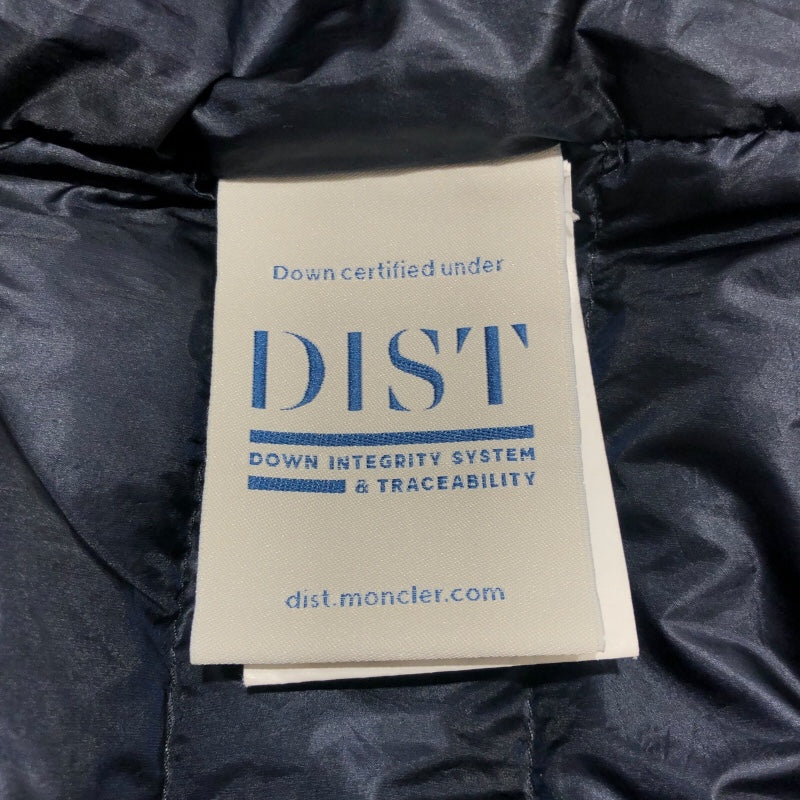 Down certified under
DIST
DOWN INTEGRITY SYSTEM
& TRACEABILITY
dist.moncler.com